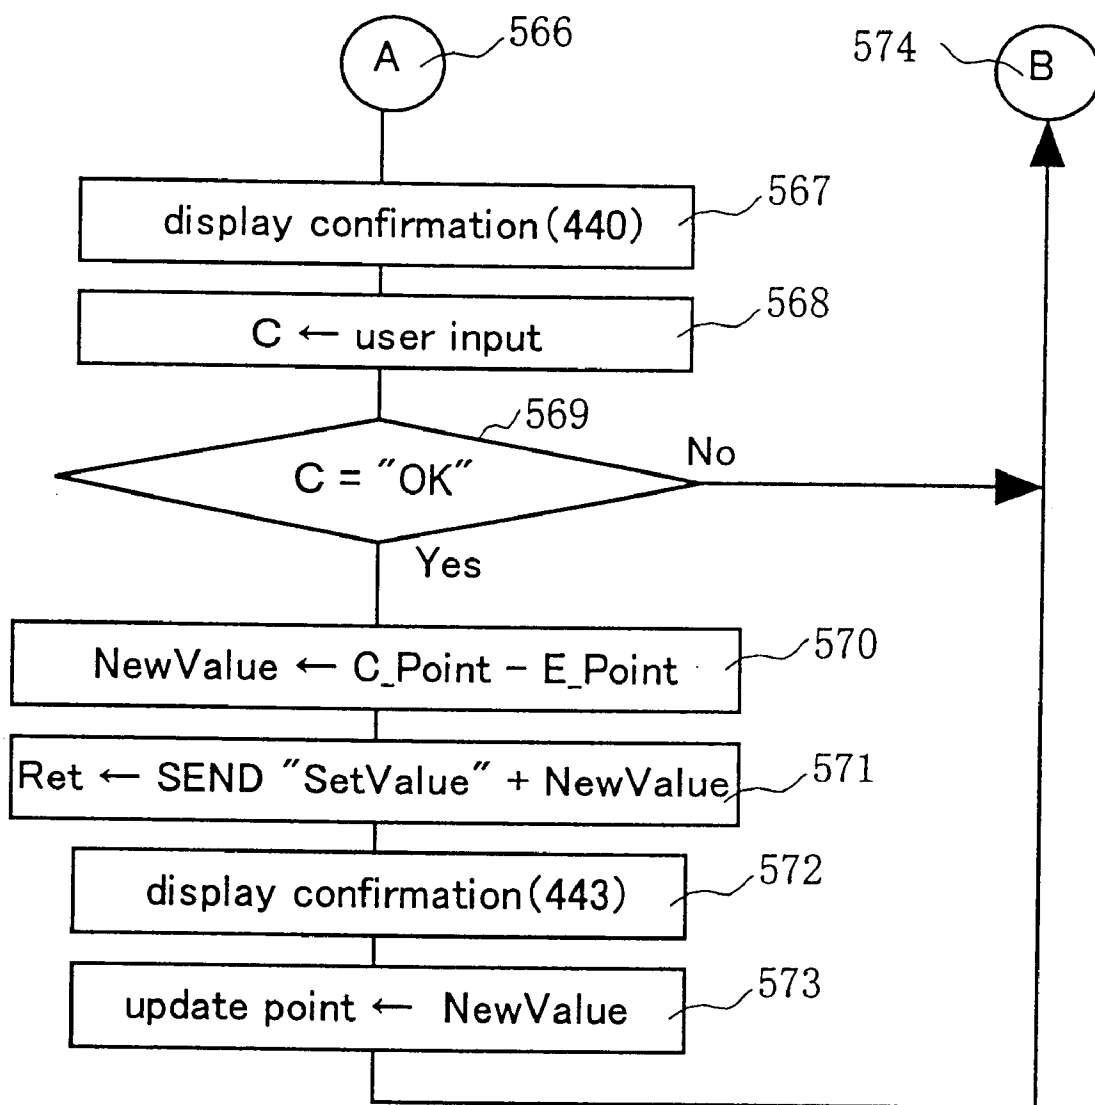 A
566
574
B
display confirmation(440)
567
C ← user input
568
569
C = "OK"
No
Yes
NewValue ← C_Point - E_Point
570
Ret ← SEND "SetValue" + NewValue
571
display confirmation(443)
572
update point ← NewValue
573